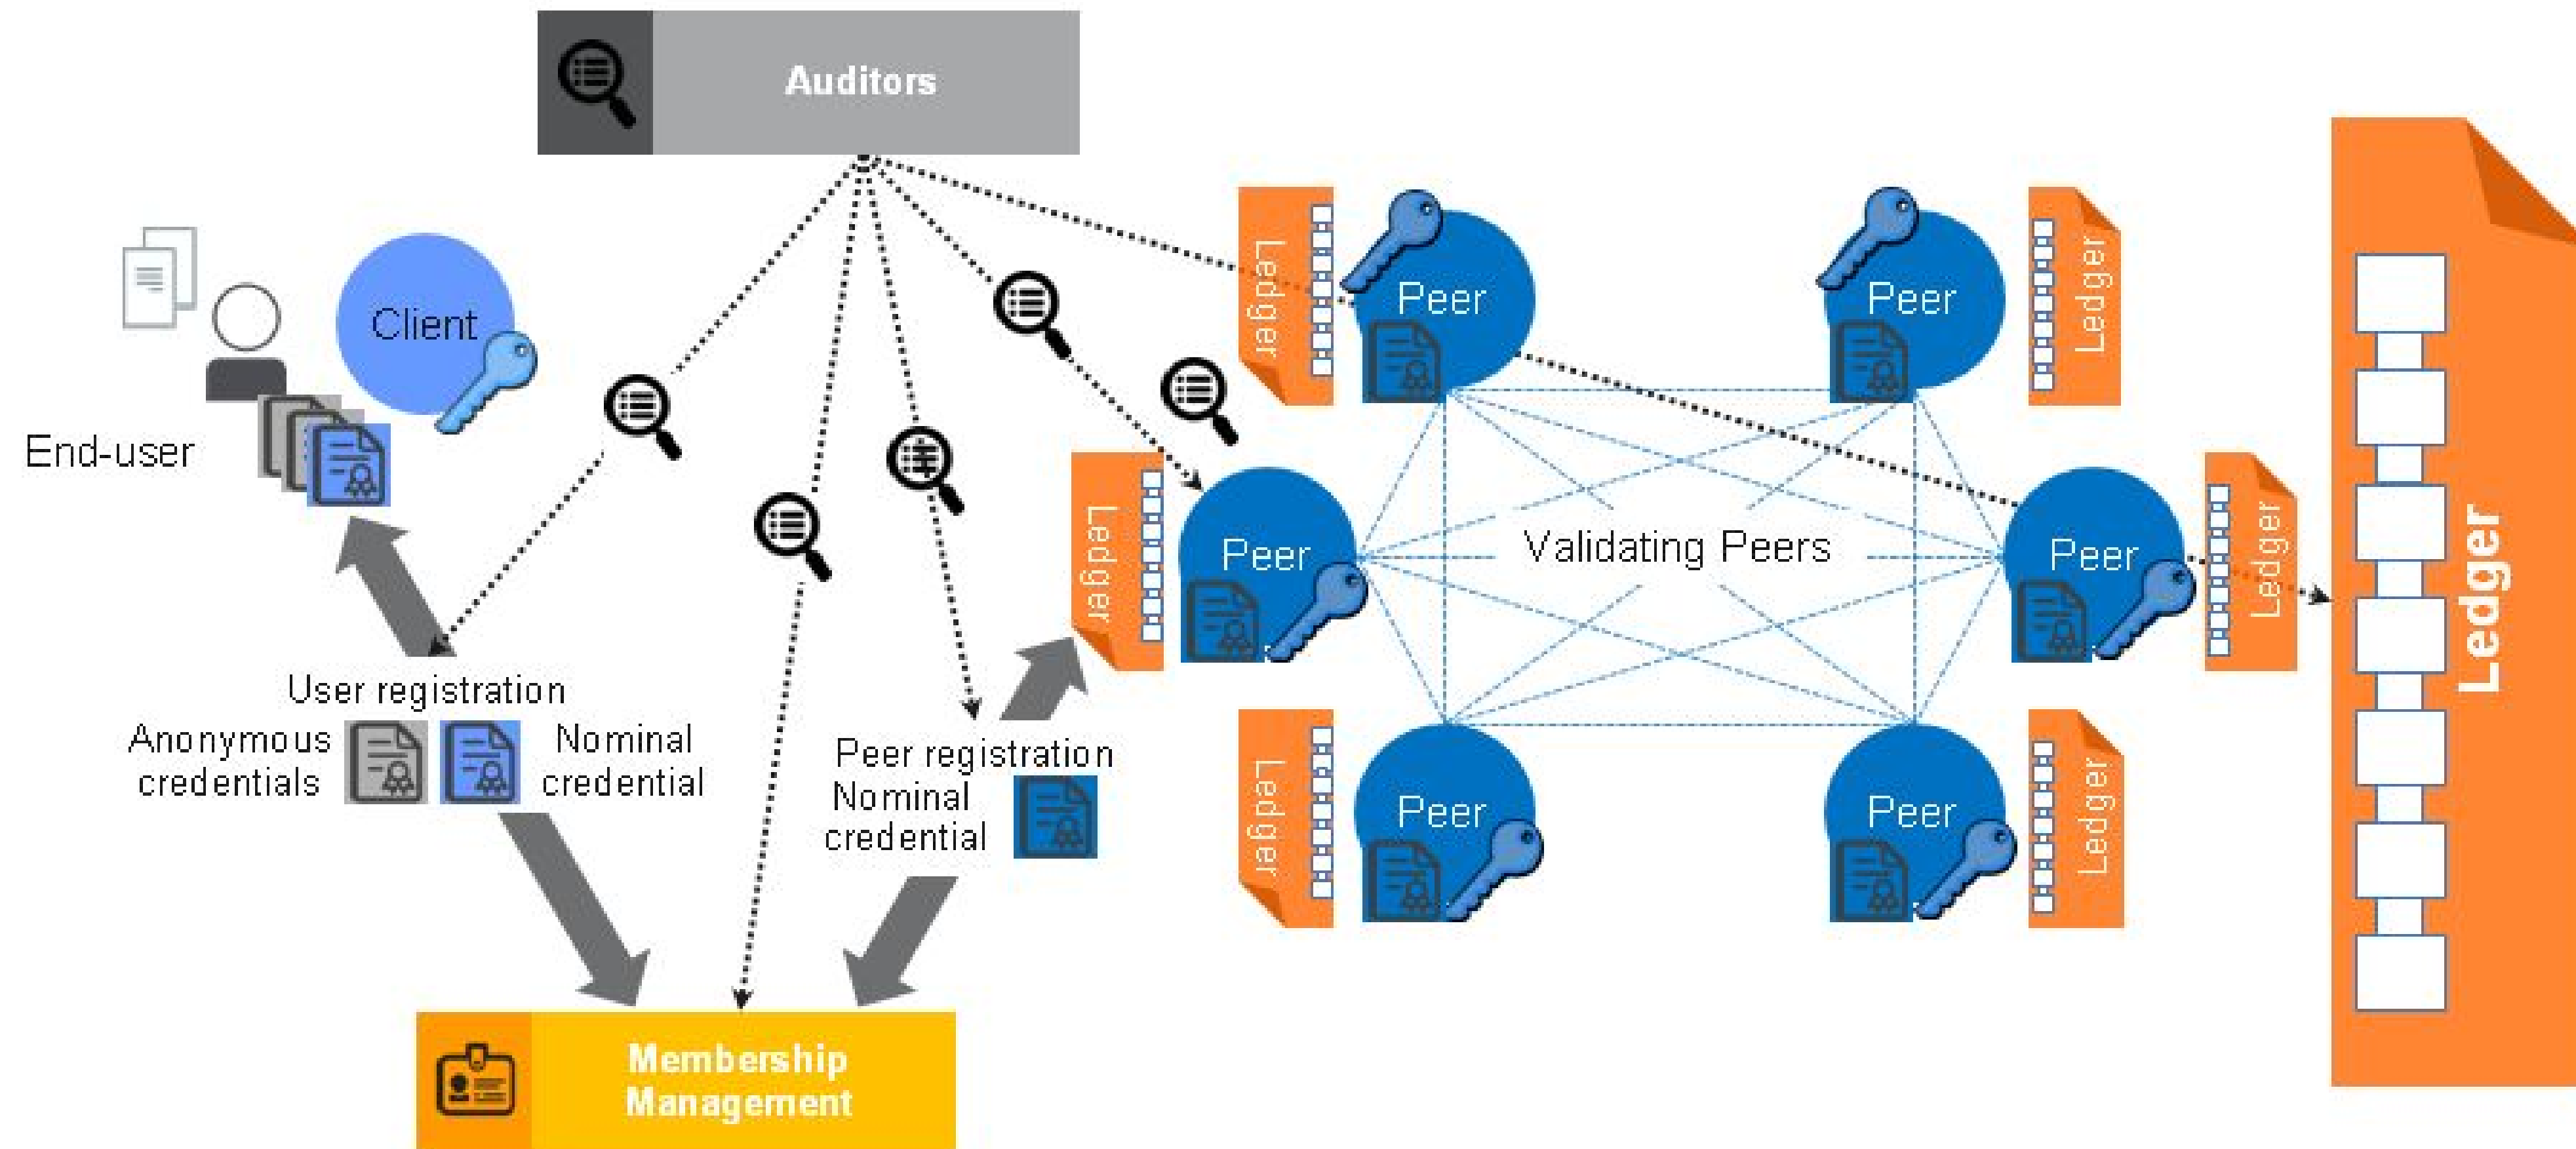 Auditors
Client
End-user
User registration
Anonymous
credentials
Nominal
credential
Peer registration
Nominal
credential
Membership
Management
Ledger
Peer
Peer
Ledger
Ledger
Peer
Validating Peers
Peer
Ledger
Ledger
Peer
Peer
Ledger
Ledger